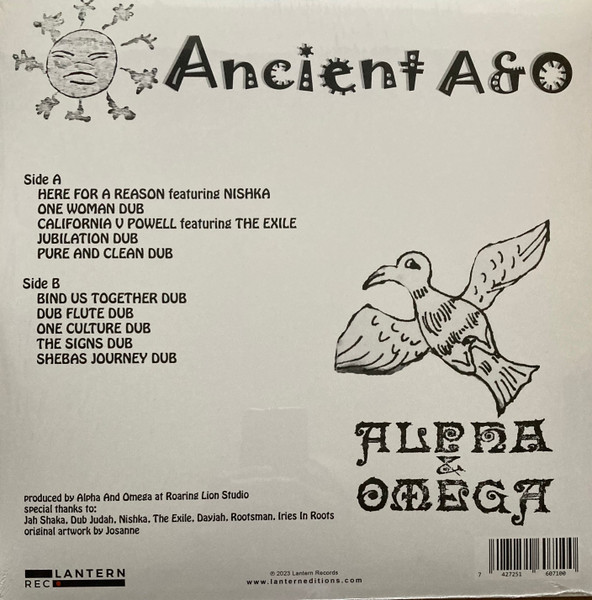 Ancient A&O
Side A
HERE FOR A REASON featuring NISHKA
ONE WOMAN DUB
CALIFORNIA V POWELL featuring THE EXILE
JUBILATION DUB
PURE AND CLEAN DUB
Side B
BIND US TOGETHER DUB
DUB FLUTE DUB
ONE CULTURE DUB
THE SIGNS DUB
SHEBAS JOURNEY DUB
ALPHA
&
OMEGA
produced by Alpha And Omega at Roaring Lion Studio
special thanks to:
Jah Shaka, Dub Judah, Nishka, The Exile, Dayjah, Rootsman, Iries In Roots
original artwork by Josanne
LANTERN
REC
℗ 2023 Lantern Records
www.lanterneditions.com
7 427251 607100